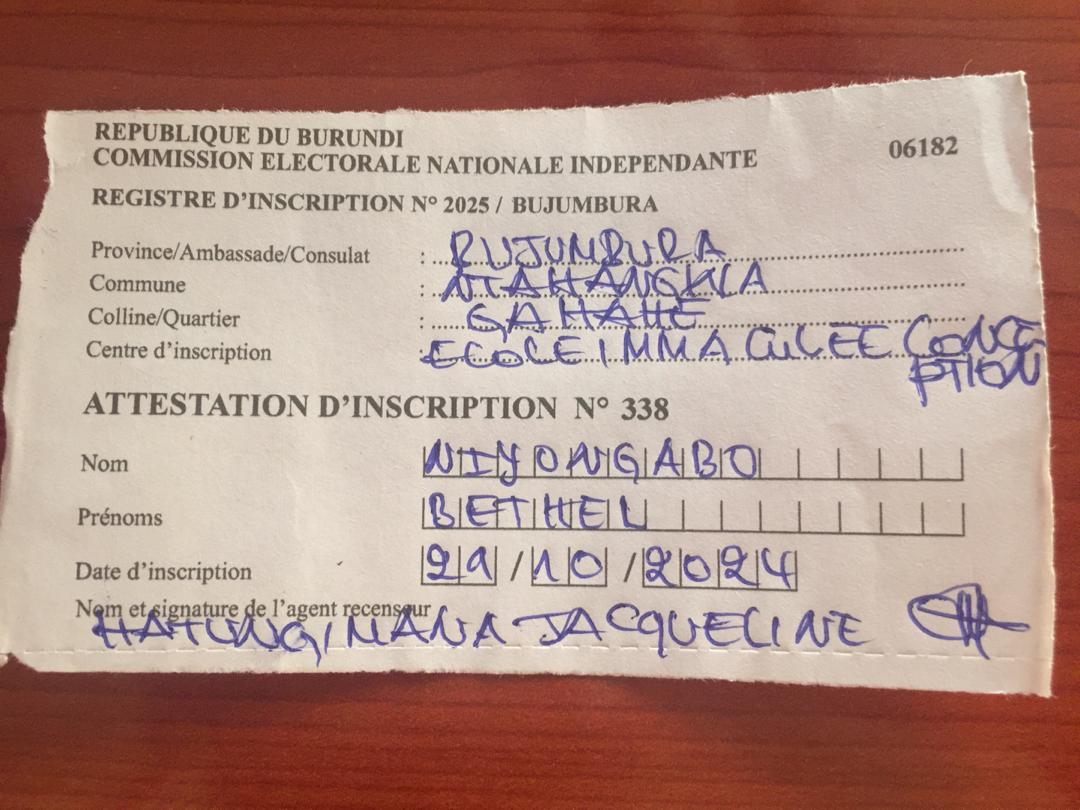 REPUBLIQUE DU BURUNDI
COMMISSION ELECTORALE NATIONALE INDEPENDANTE 06182
REGISTRE D'INSCRIPTION N° 2025 / BUJUMBURA
Province/Ambassade/Consulat : BUJUMBURA
Commune : NTAHANGWA
Colline/Quartier : GAHAHE
Centre d'inscription : ECOLE IMMACULEE CONCE
PTION
ATTESTATION D'INSCRIPTION N° 338
Nom NIYONGABO
Prénoms BETHEL
Date d'inscription 29/10/2024
Nom et signature de l'agent recenseur
HATUNGIMANA JACQUELINE